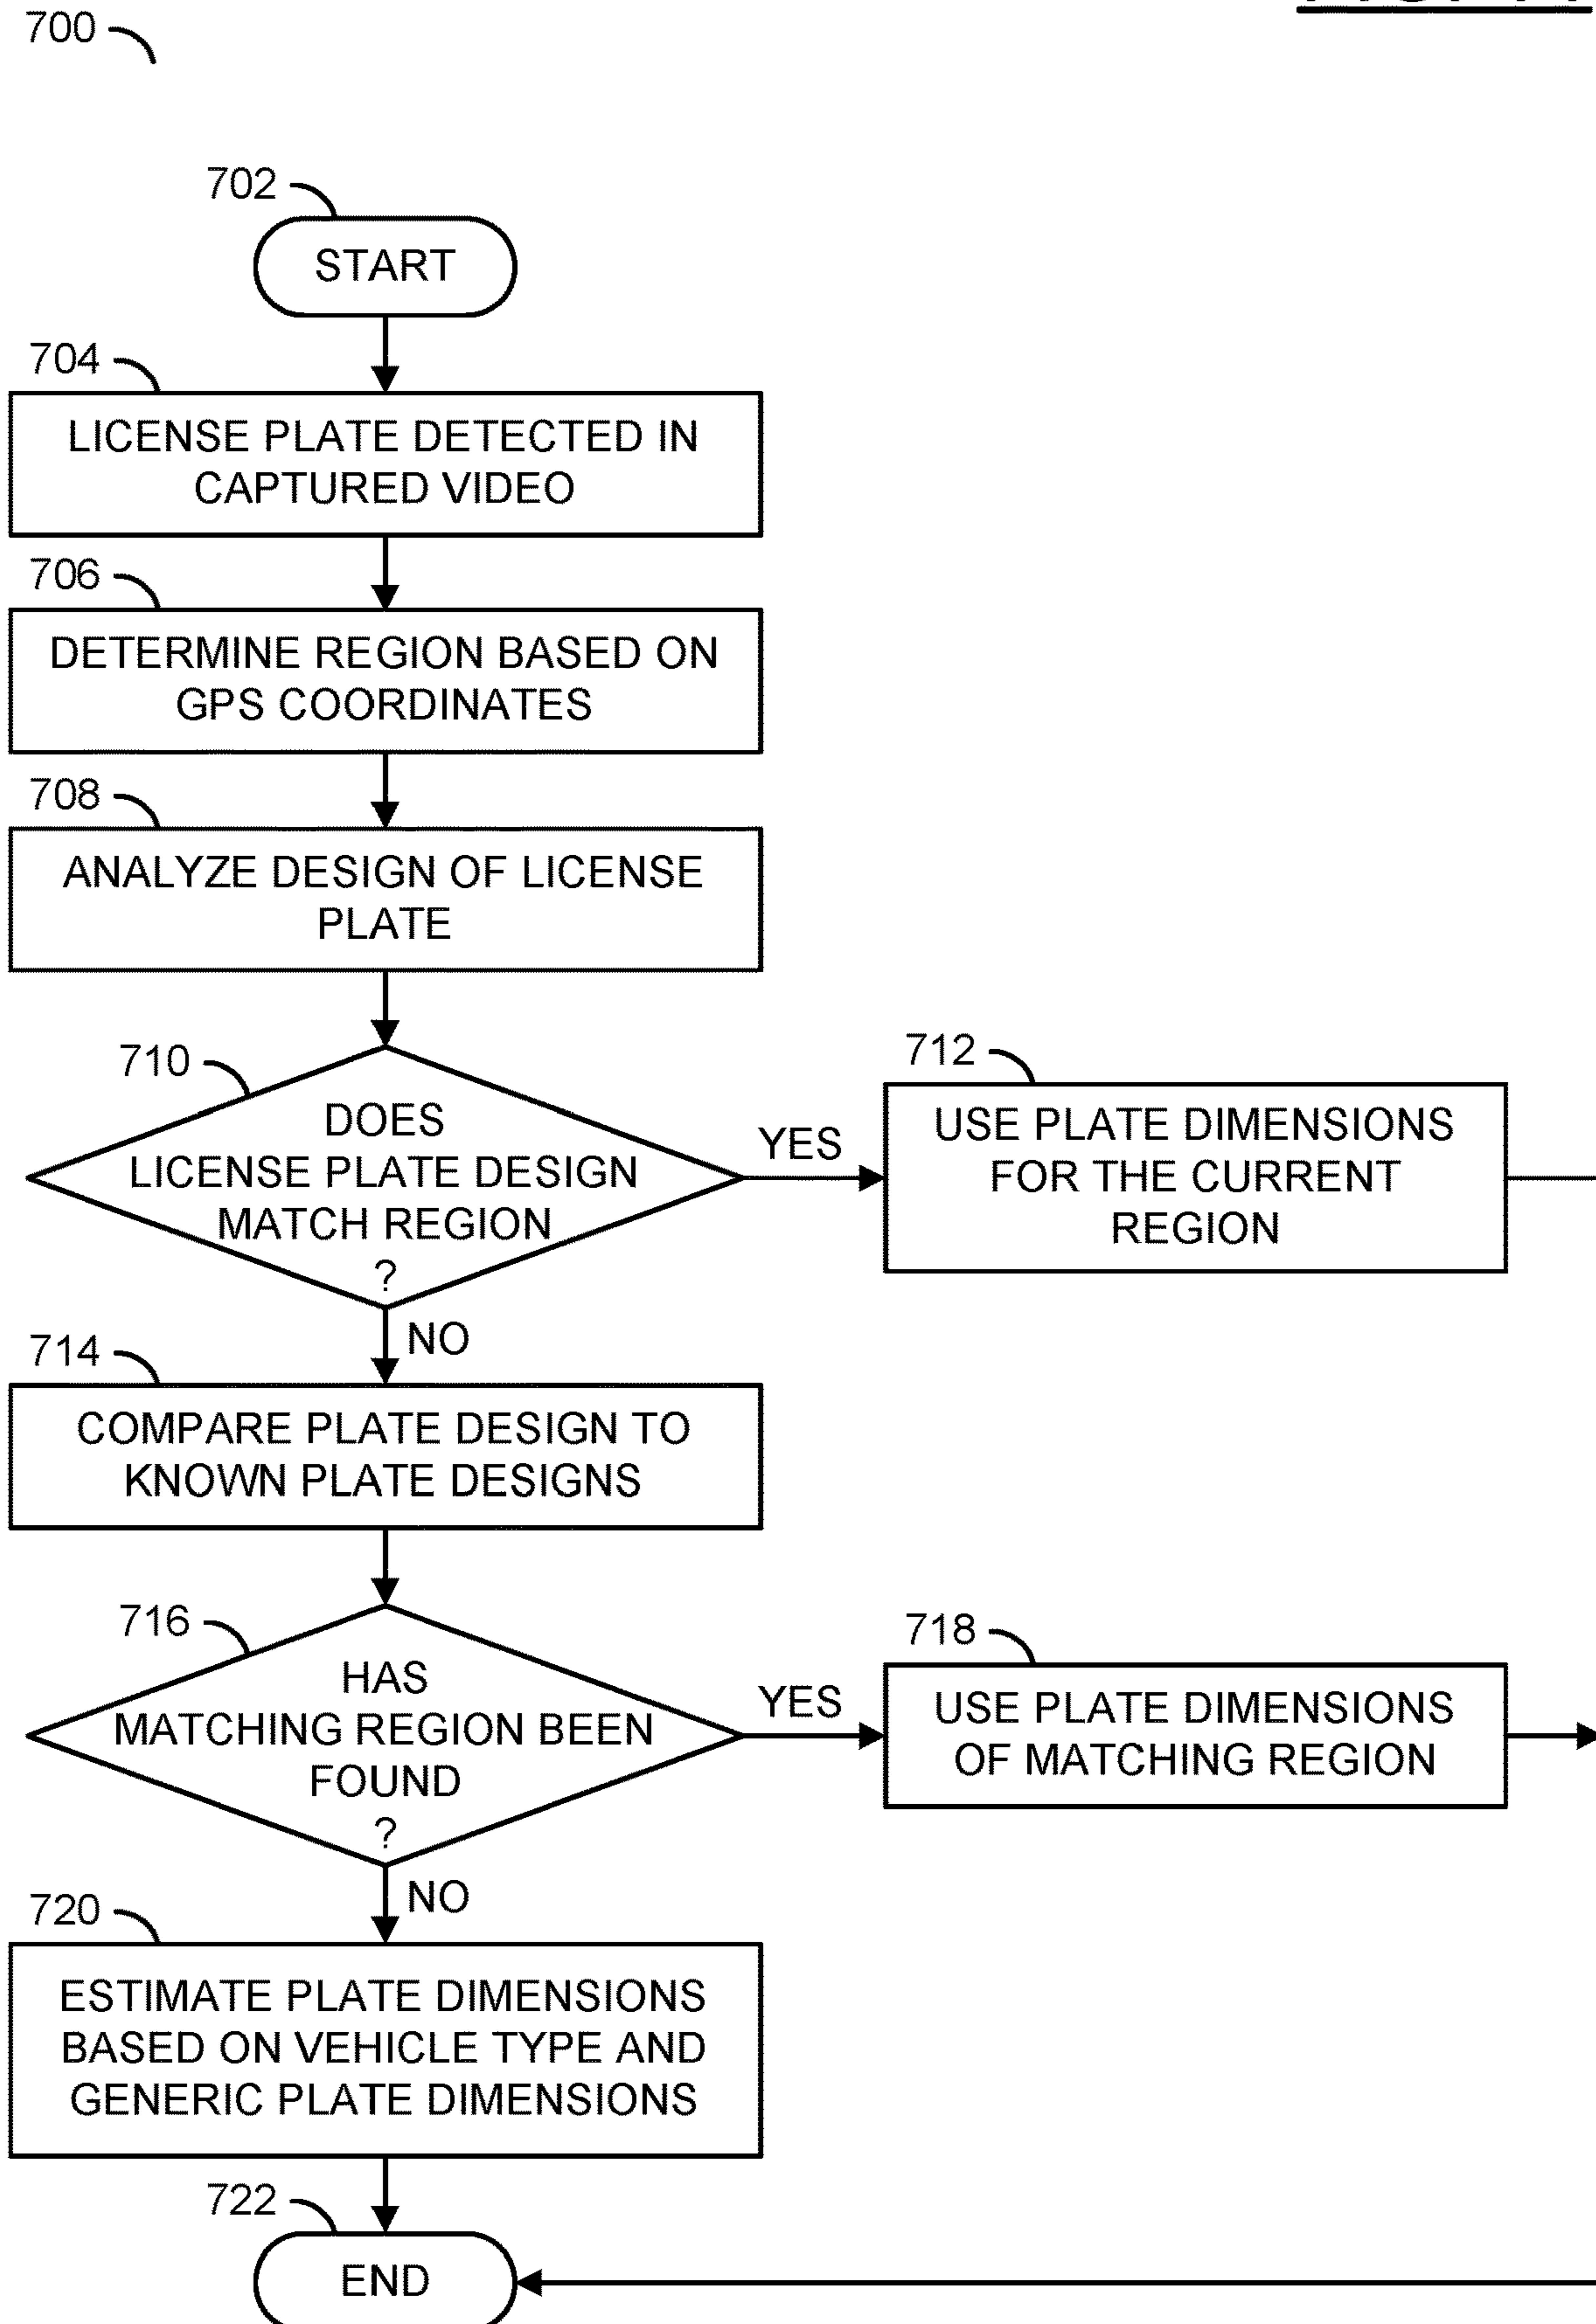 700
702
START
704
LICENSE PLATE DETECTED IN
CAPTURED VIDEO
706
DETERMINE REGION BASED ON
GPS COORDINATES
708
ANALYZE DESIGN OF LICENSE
PLATE
710
DOES
LICENSE PLATE DESIGN
MATCH REGION
?
YES
712
USE PLATE DIMENSIONS
FOR THE CURRENT
REGION
NO
714
COMPARE PLATE DESIGN TO
KNOWN PLATE DESIGNS
716
HAS
MATCHING REGION BEEN
FOUND
?
YES
718
USE PLATE DIMENSIONS
OF MATCHING REGION
NO
720
ESTIMATE PLATE DIMENSIONS
BASED ON VEHICLE TYPE AND
GENERIC PLATE DIMENSIONS
722
END